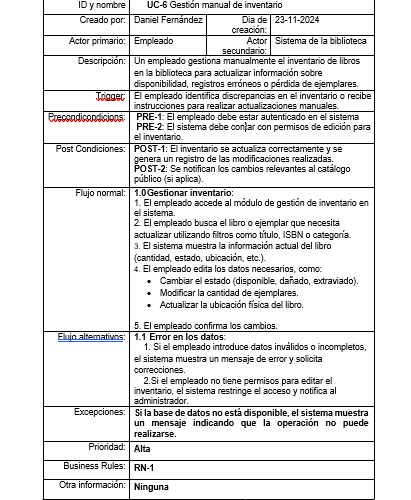 ID y nombre UC-6 Gestión manual de inventario
Creado por: Daniel Fernández Dia de creación: 23-11-2024
Actor primario: Empleado Actor secundario: Sistema de la biblioteca
Descripción: Un empleado gestiona manualmente el inventario de libros
en la biblioteca para actualizar información sobre
disponibilidad, registros erróneos o pérdida de ejemplares.
Trigger: El empleado identifica discrepancias en el inventario o recibe
instrucciones para realizar actualizaciones manuales.
Precondicondicions: PRE-1: El empleado debe estar autenticado en el sistema
PRE-2: El sistema debe contar con permisos de edición para el
inventario.
Post Condiciones: POST-1: El inventario se actualiza correctamente y se
genera un registro de las modificaciones realizadas.
POST-2: Se notifican los cambios relevantes al catálogo
público (si aplica).
Flujo normal: 1.0Gestionar inventario:
1. El empleado accede al módulo de gestión de inventario en
el sistema.
2. El empleado busca el libro o ejemplar que necesita
actualizar utilizando filtros como título, ISBN o categoría.
3. El sistema muestra la información actual del libro
(cantidad, estado, ubicación, etc.).
4. El empleado edita los datos necesarios, como:
• Cambiar el estado (disponible, dañado, extraviado).
• Modificar la cantidad de ejemplares.
• Actualizar la ubicación física del libro.
5. El empleado confirma los cambios.
Flujo alternativos: 1.1 Error en los datos:
1. Si el empleado introduce datos inválidos o incompletos,
el sistema muestra un mensaje de error y solicita
correcciones.
2.Si el empleado no tiene permisos para editar el
inventario, el sistema restringe el acceso y notifica al
administrador.
Excepciones: Si la base de datos no está disponible, el sistema muestra
un mensaje indicando que la operación no puede
realizarse.
Prioridad: Alta
Business Rules: RN-1
Otra información: Ninguna